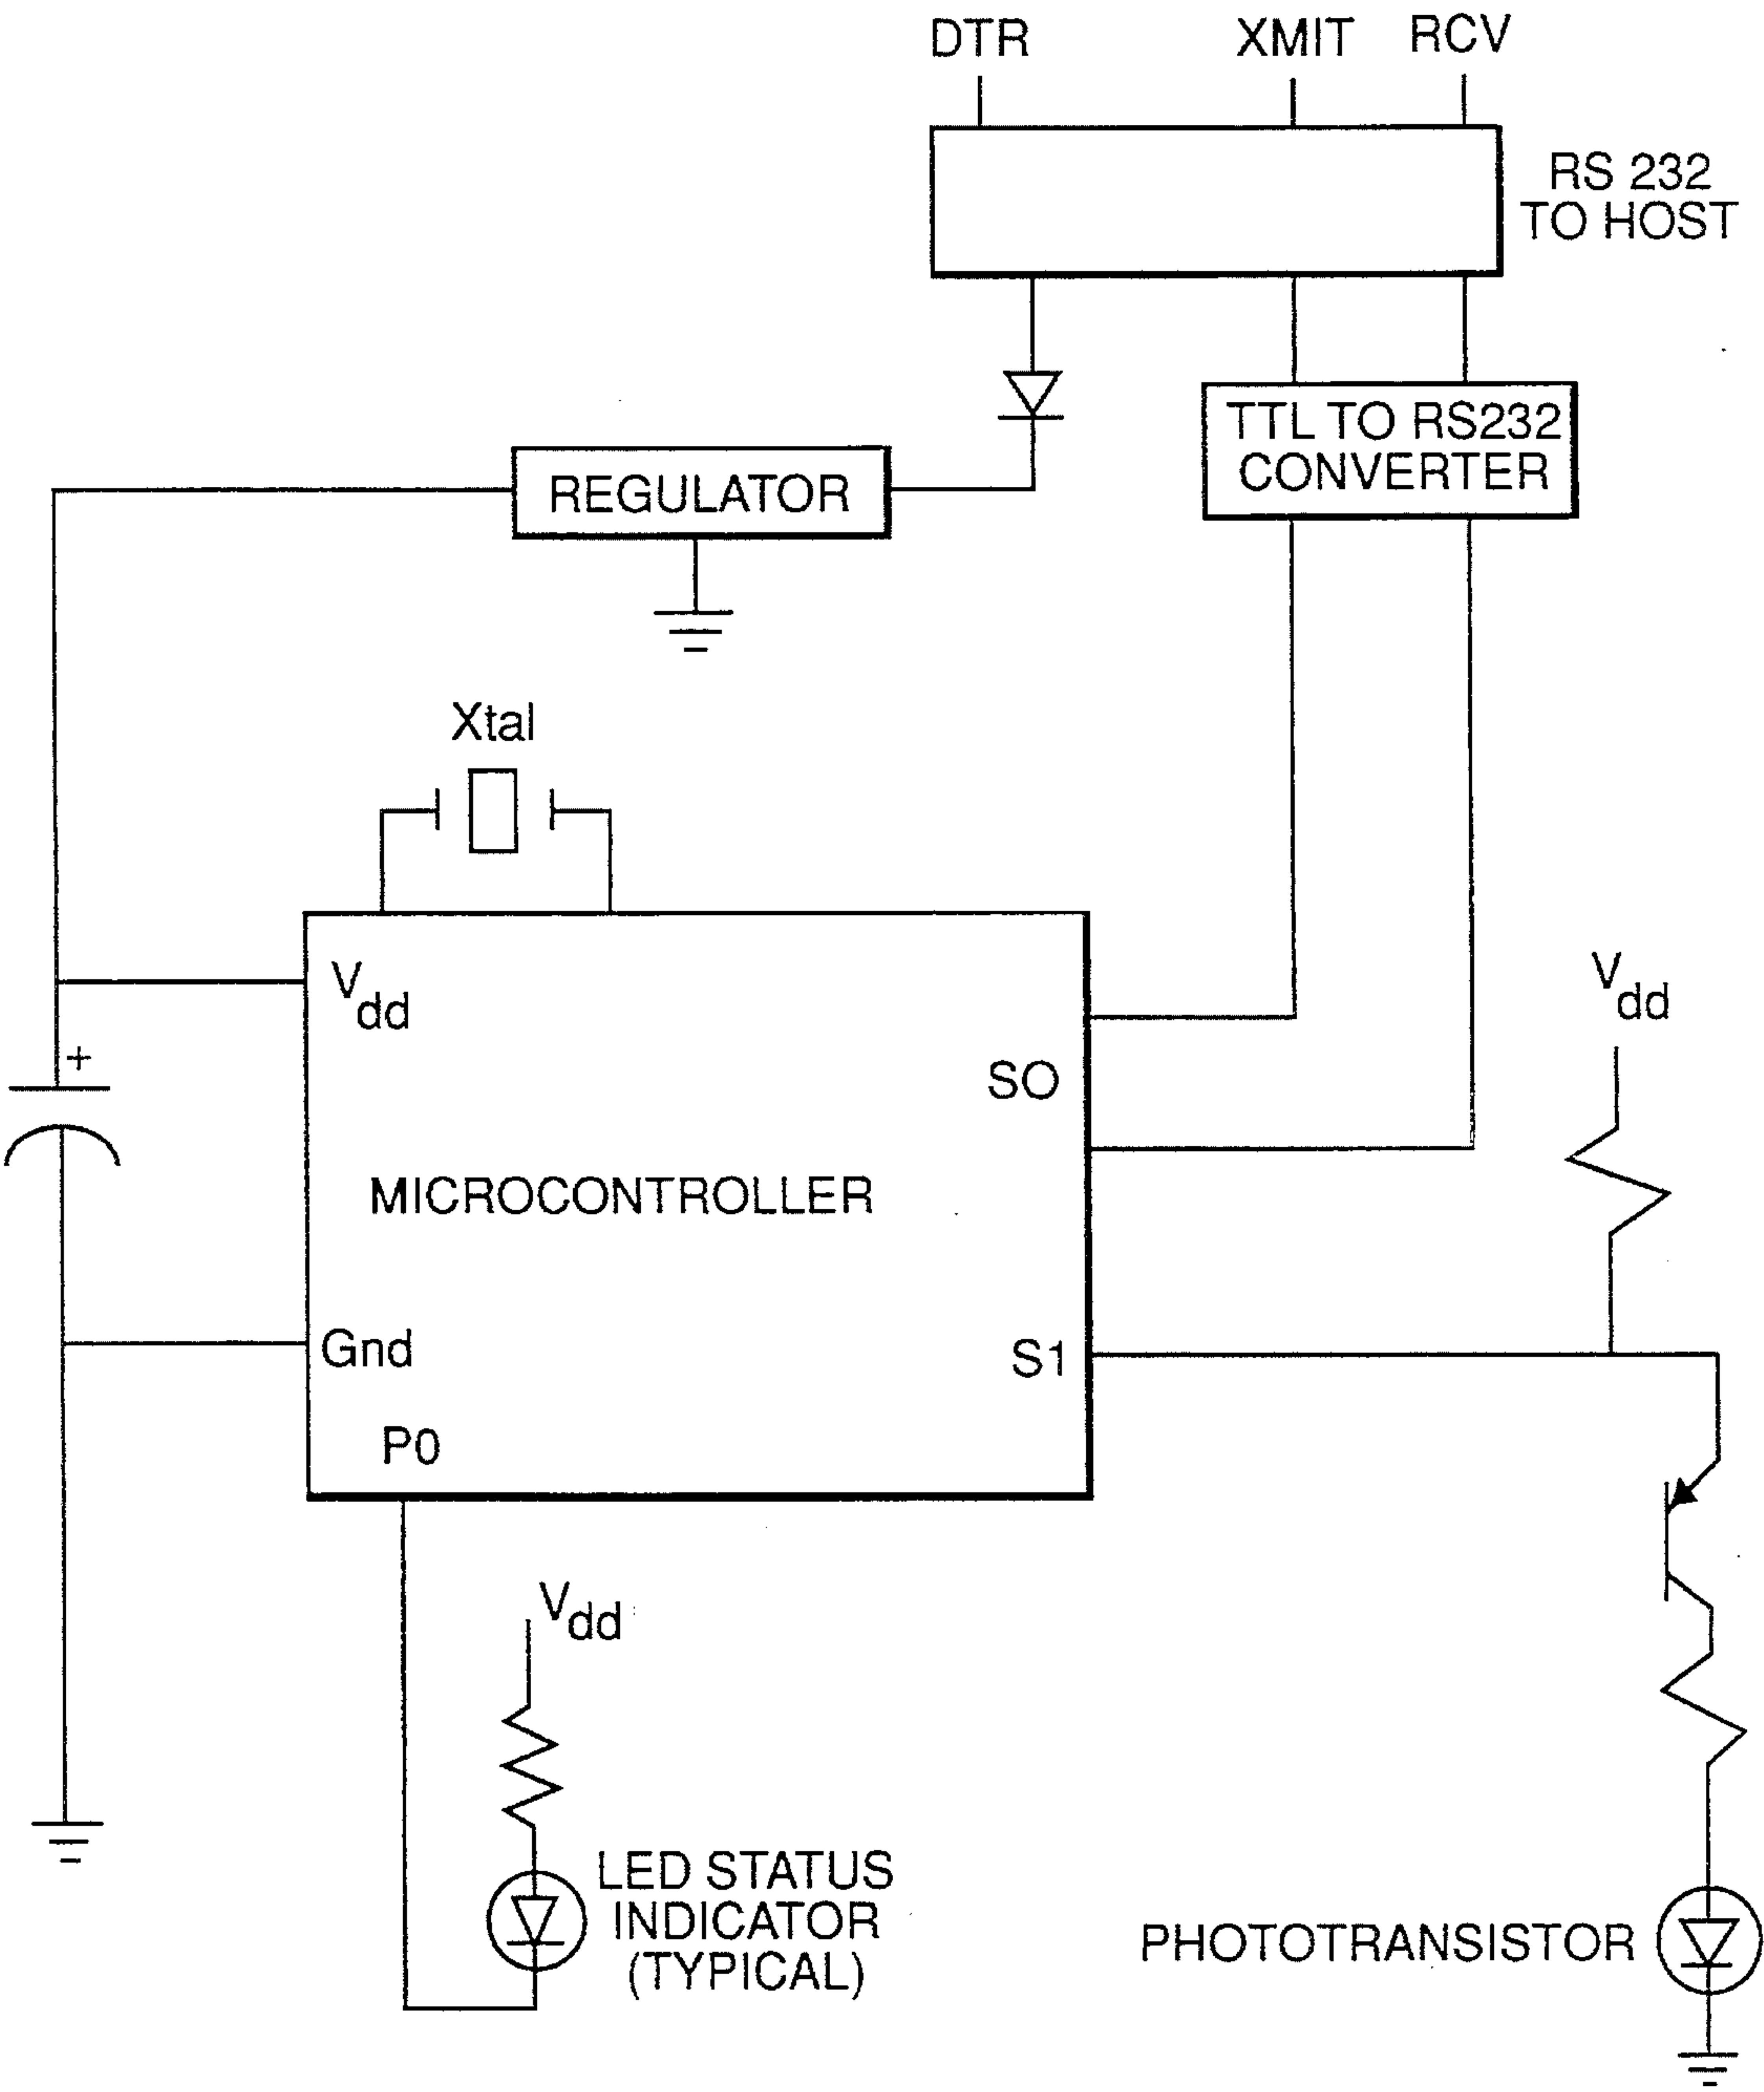 DTR
XMIT
RCV
RS 232
TO HOST
TTL TO RS232
CONVERTER
REGULATOR
Xtal
Vdd
+
SO
Vdd
MICROCONTROLLER
Gnd
S1
P0
Vdd
LED STATUS
INDICATOR
(TYPICAL)
PHOTOTRANSISTOR